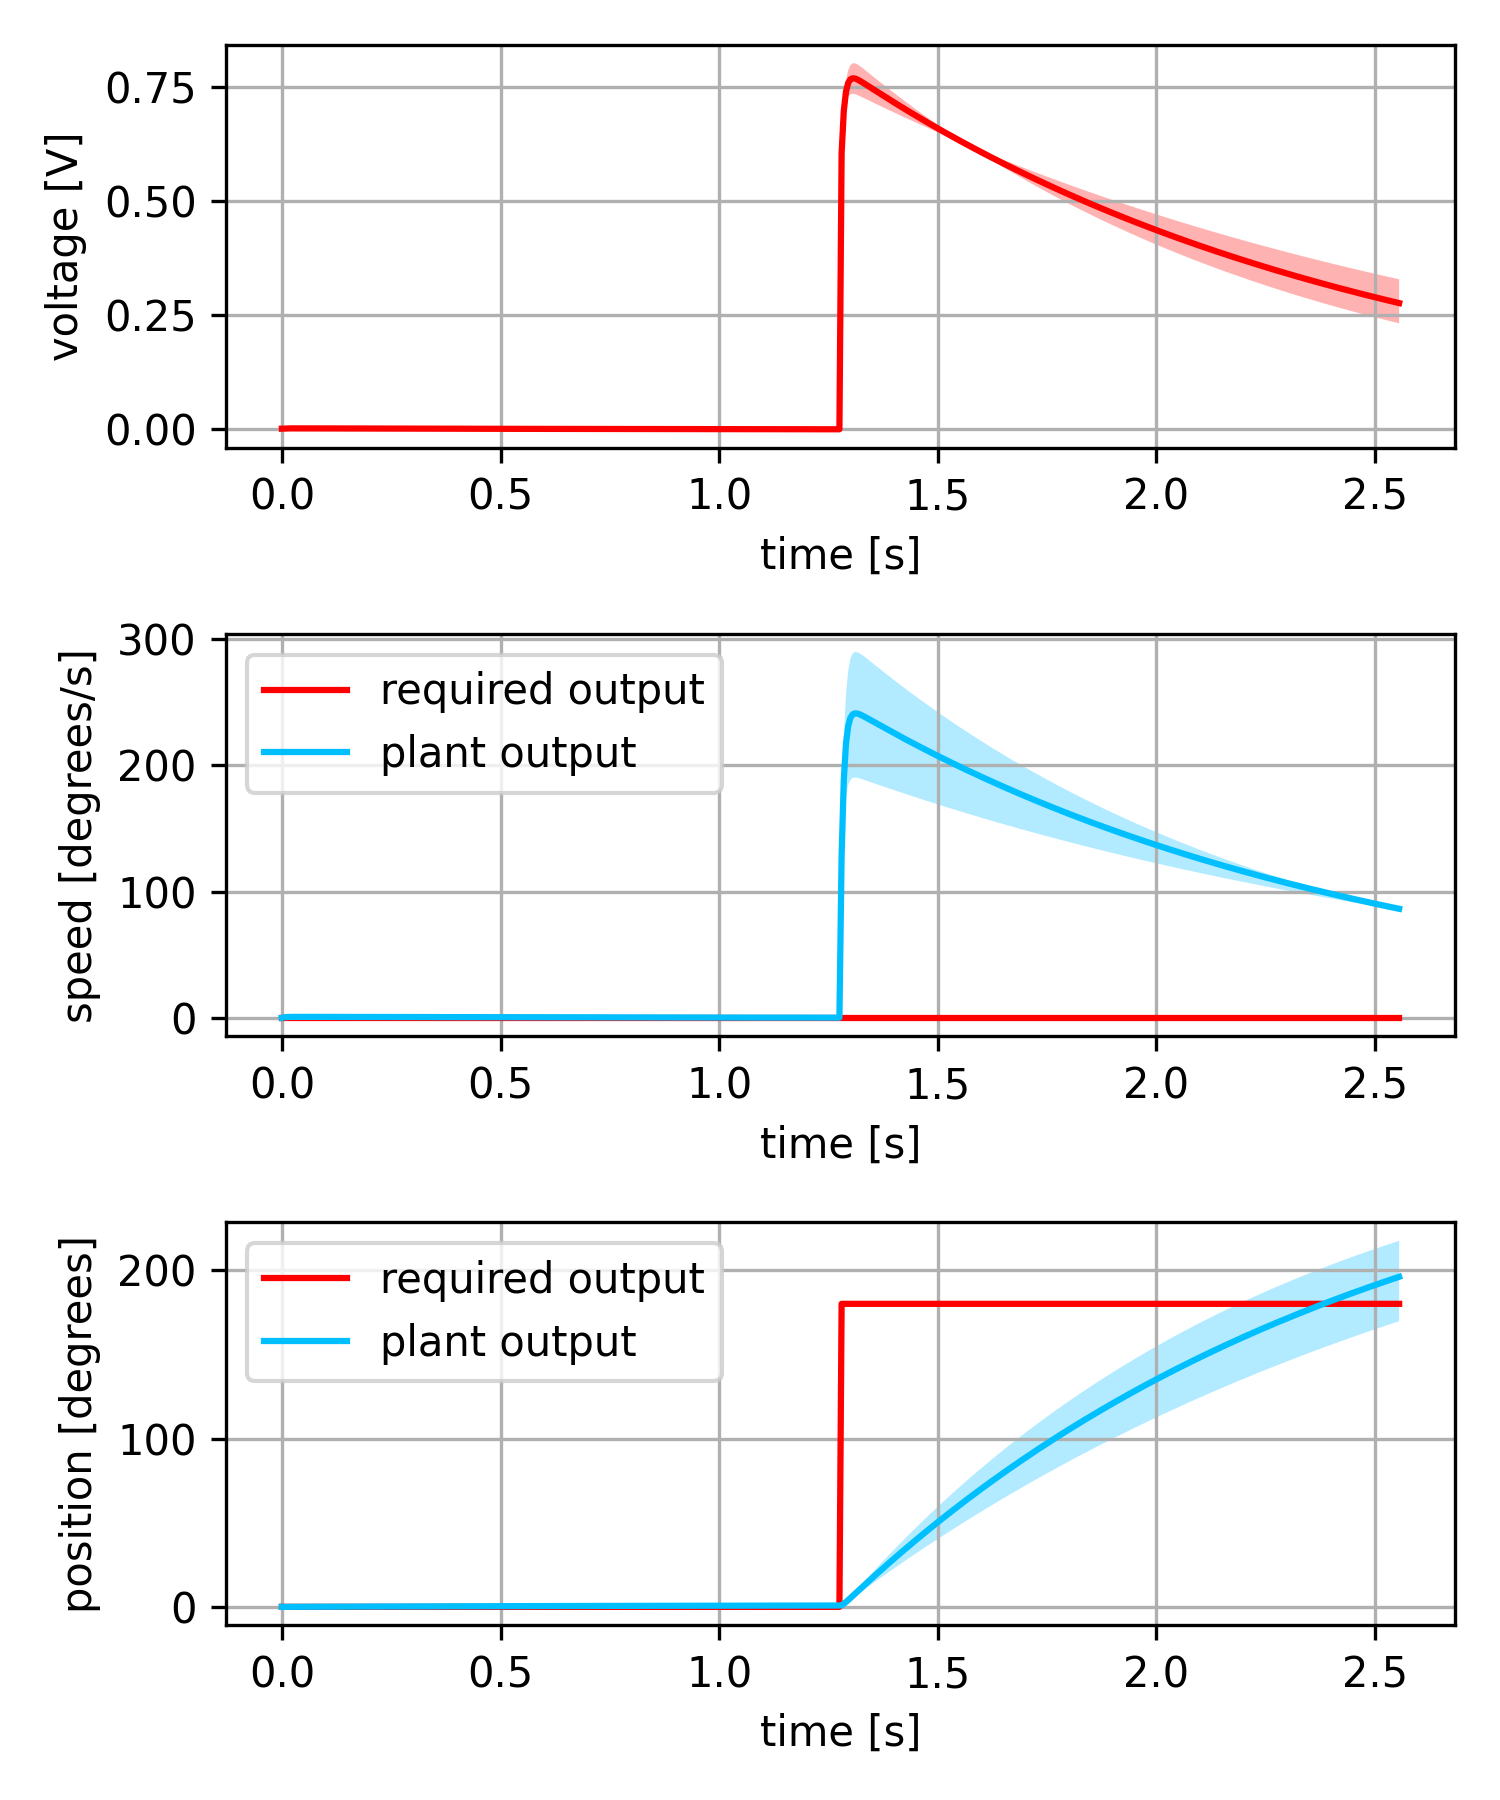 0.75
0.50
0.25
0.00
voltage [V]
0.0 0.5 1.0 1.5 2.0 2.5
time [s]
300
200
100
0
speed [degrees/s]
required output
plant output
0.0 0.5 1.0 1.5 2.0 2.5
time [s]
200
100
0
position [degrees]
required output
plant output
0.0 0.5 1.0 1.5 2.0 2.5
time [s]